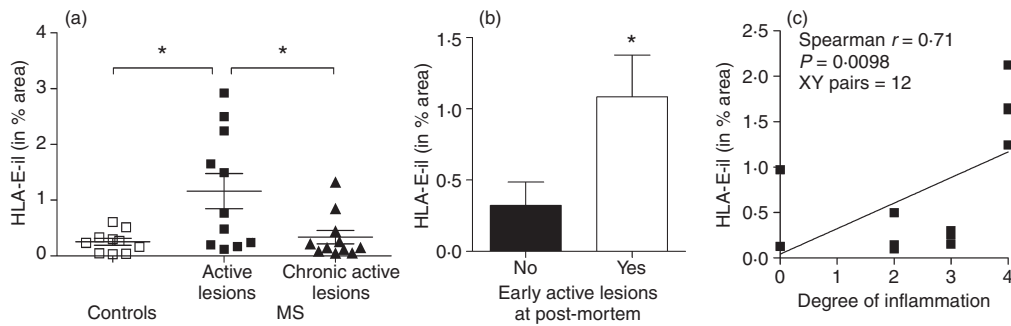 (a)
4
3
2
1
0
HLA-E-il (in % area)
*
*
Active lesions
Chronic active lesions
Controls
MS
(b)
1·5
1·0
0·5
0·0
HLA-E-il (in % area)
*
No
Yes
Early active lesions
at post-mortem
(c)
2·5
2·0
1·5
1·0
0·5
0·0
HLA-E-il (in % area)
Spearman r = 0·71
P = 0·0098
XY pairs = 12
0
1
2
3
4
Degree of inflammation